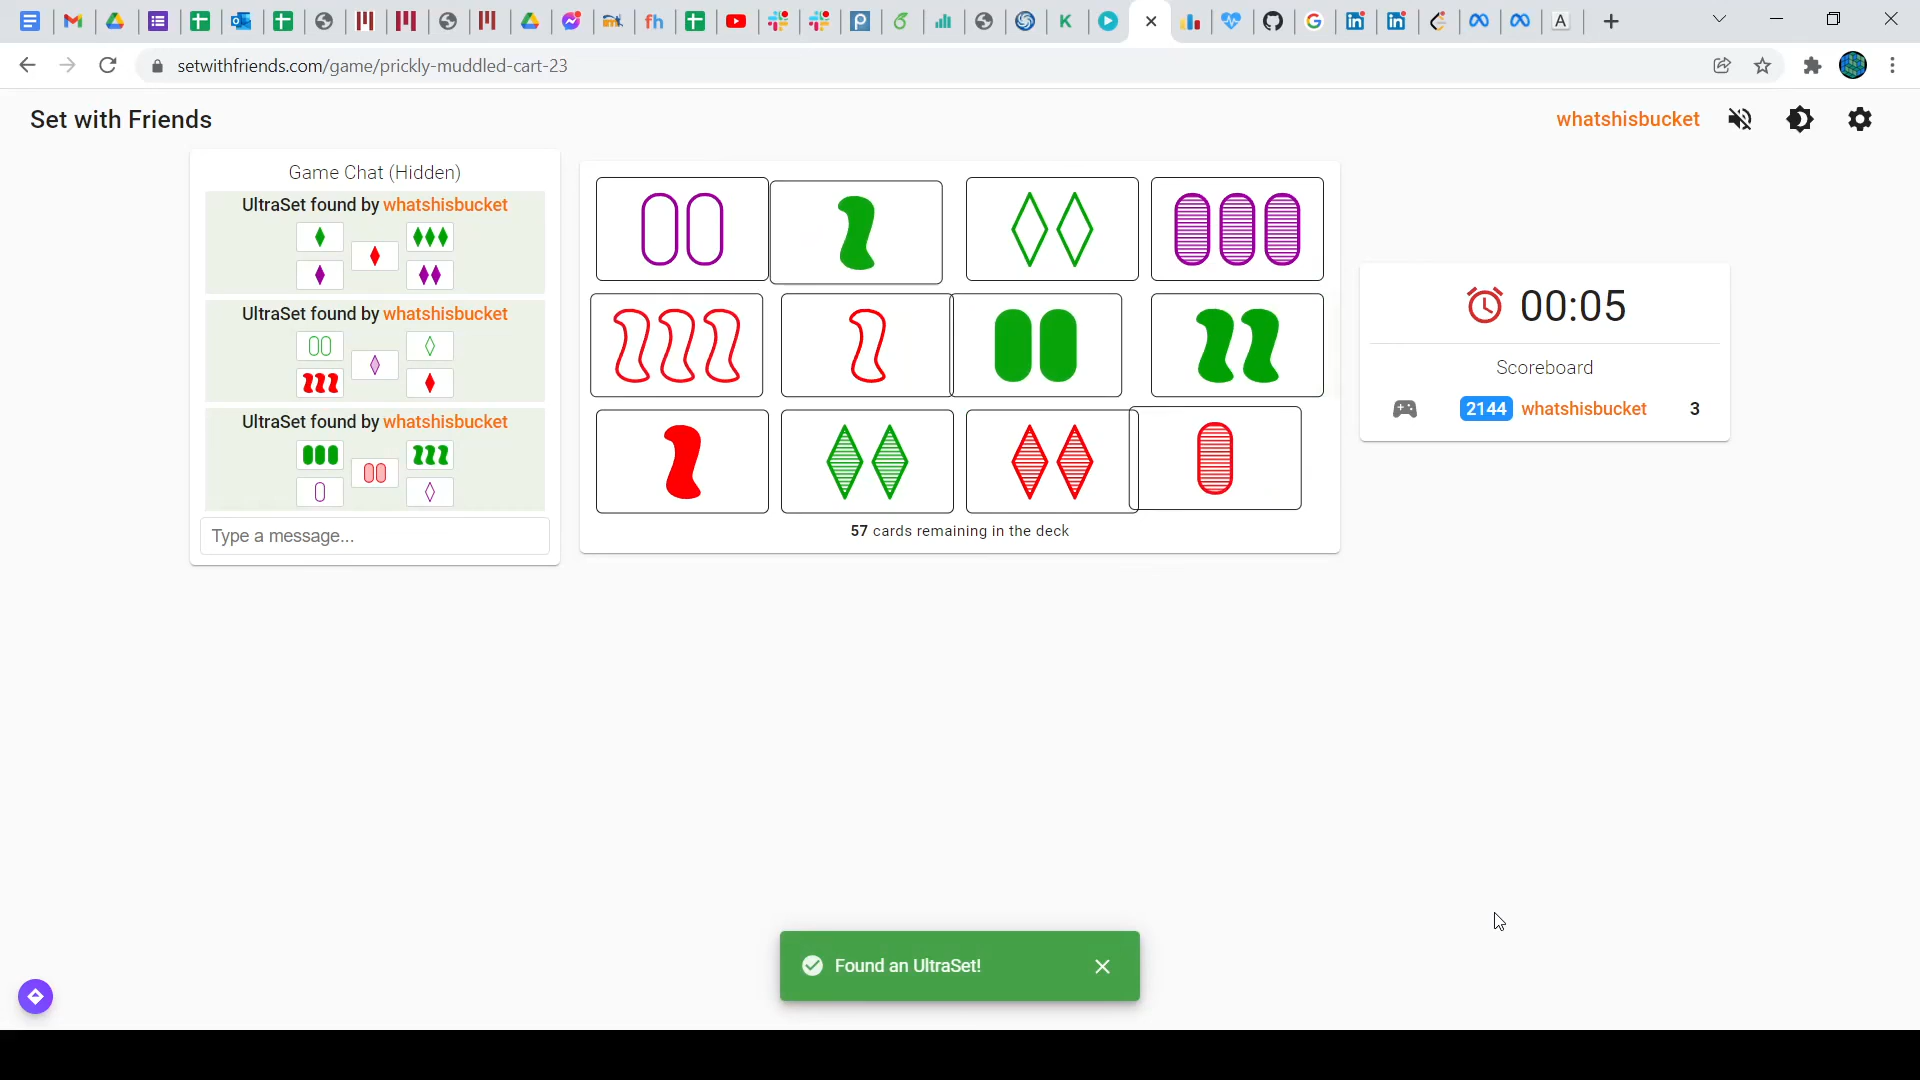 setwithfriends.com/game/prickly-muddled-cart-23
Set with Friends
whatshisbucket
Game Chat (Hidden)
UltraSet found by whatshisbucket
UltraSet found by whatshisbucket
UltraSet found by whatshisbucket
Type a message...
57 cards remaining in the deck
00:05
Scoreboard
2144 whatshisbucket 3
Found an UltraSet!